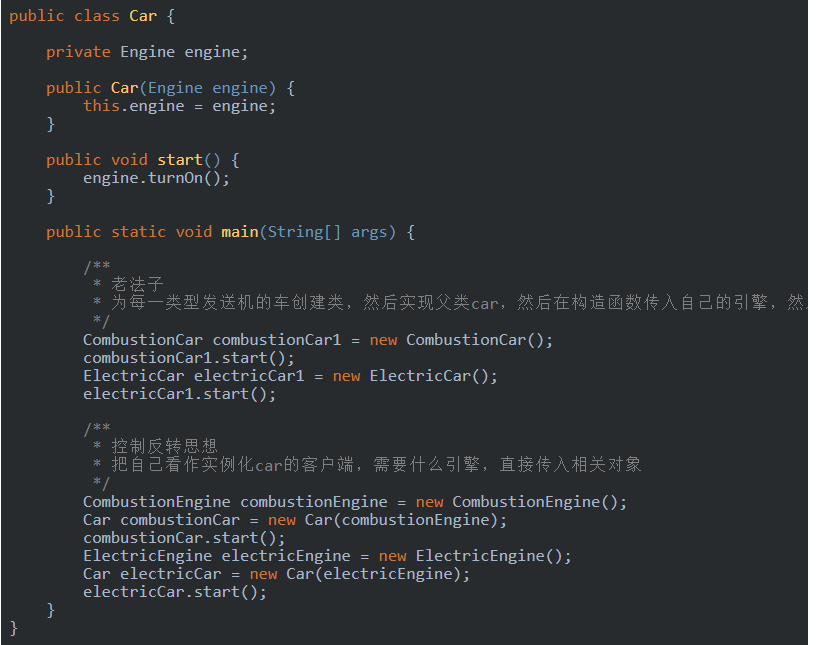 public class Car {
private Engine engine;
public Car(Engine engine) {
this.engine = engine;
}
public void start() {
engine.turnOn();
}
public static void main(String[] args) {
/**
* 老法子
* 为每一类型发送机的车创建类，然后实现父类car，然后在构造函数传入自己的引擎，然
*/
CombustionCar combustionCar1 = new CombustionCar();
combustionCar1.start();
ElectricCar electricCar1 = new ElectricCar();
electricCar1.start();
/**
* 控制反转思想
* 把自己看作实例化car的客户端，需要什么引擎，直接传入相关对象
*/
CombustionEngine combustionEngine = new CombustionEngine();
Car combustionCar = new Car(combustionEngine);
combustionCar.start();
ElectricEngine electricEngine = new ElectricEngine();
Car electricCar = new Car(electricEngine);
electricCar.start();
}
}